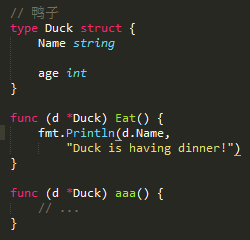 // 鸭子
type Duck struct {
    Name string

    age int
}

func (d *Duck) Eat() {
    fmt.Println(d.Name,
        "Duck is having dinner!")
}

func (d *Duck) aaa() {
    // ...
}